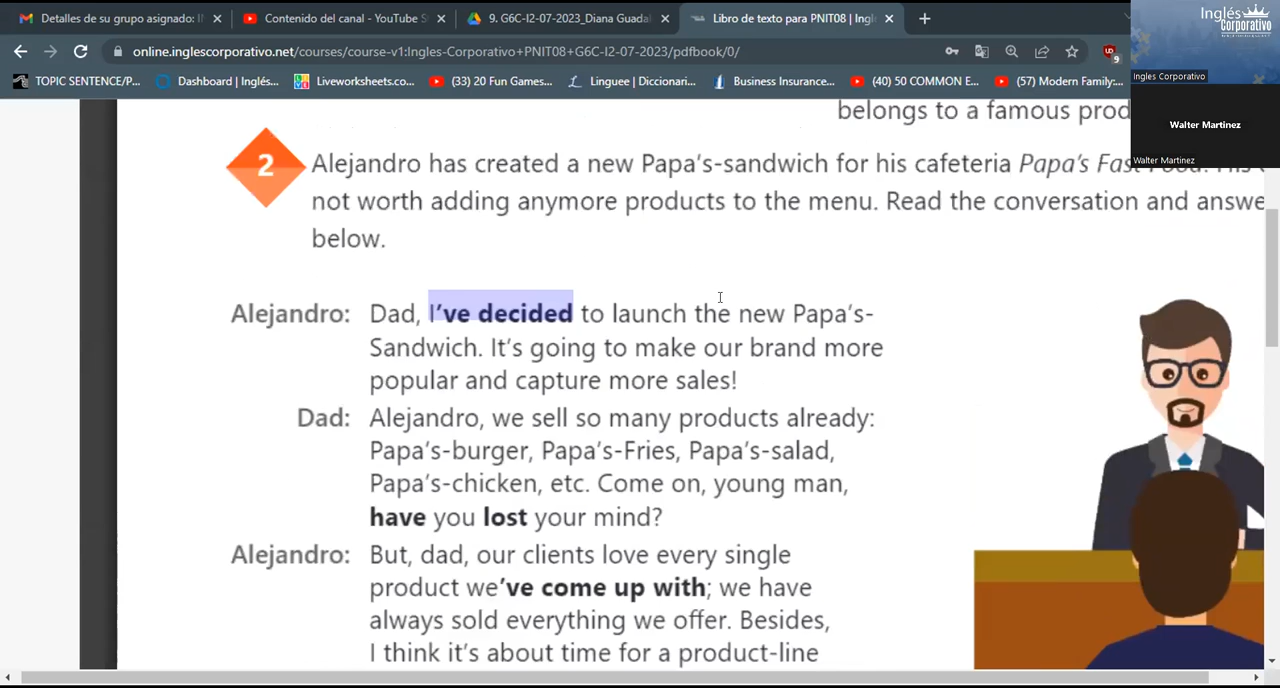 Detalles de su grupo asignado: I
Contenido del canal - YouTube S
9. G6C-I2-07-2023_Diana Guadal
Libro de texto para PNIT08 | Ingl
online.inglescorporativo.net/courses/course-v1:Ingles-Corporativo+PNIT08+G6C-I2-07-2023/pdfbook/0/
9
TOPIC SENTENCE/P...
Dashboard | Inglés...
Liveworksheets.co...
(33) 20 Fun Games...
Linguee | Diccionari...
Business Insurance...
(40) 50 COMMON E...
(57) Modern Family:...
Inglés
Corporativo
Ingles Corporativo
Walter Martinez
Walter Martinez
belongs to a famous prod
2
Alejandro has created a new Papa's-sandwich for his cafeteria Papa's Fast Food. His
not worth adding anymore products to the menu. Read the conversation and answe
below.
Alejandro: Dad, I've decided to launch the new Papa's-
Sandwich. It's going to make our brand more
popular and capture more sales!
Dad: Alejandro, we sell so many products already:
Papa's-burger, Papa's-Fries, Papa's-salad,
Papa's-chicken, etc. Come on, young man,
have you lost your mind?
Alejandro: But, dad, our clients love every single
product we've come up with; we have
always sold everything we offer. Besides,
I think it's about time for a product-line